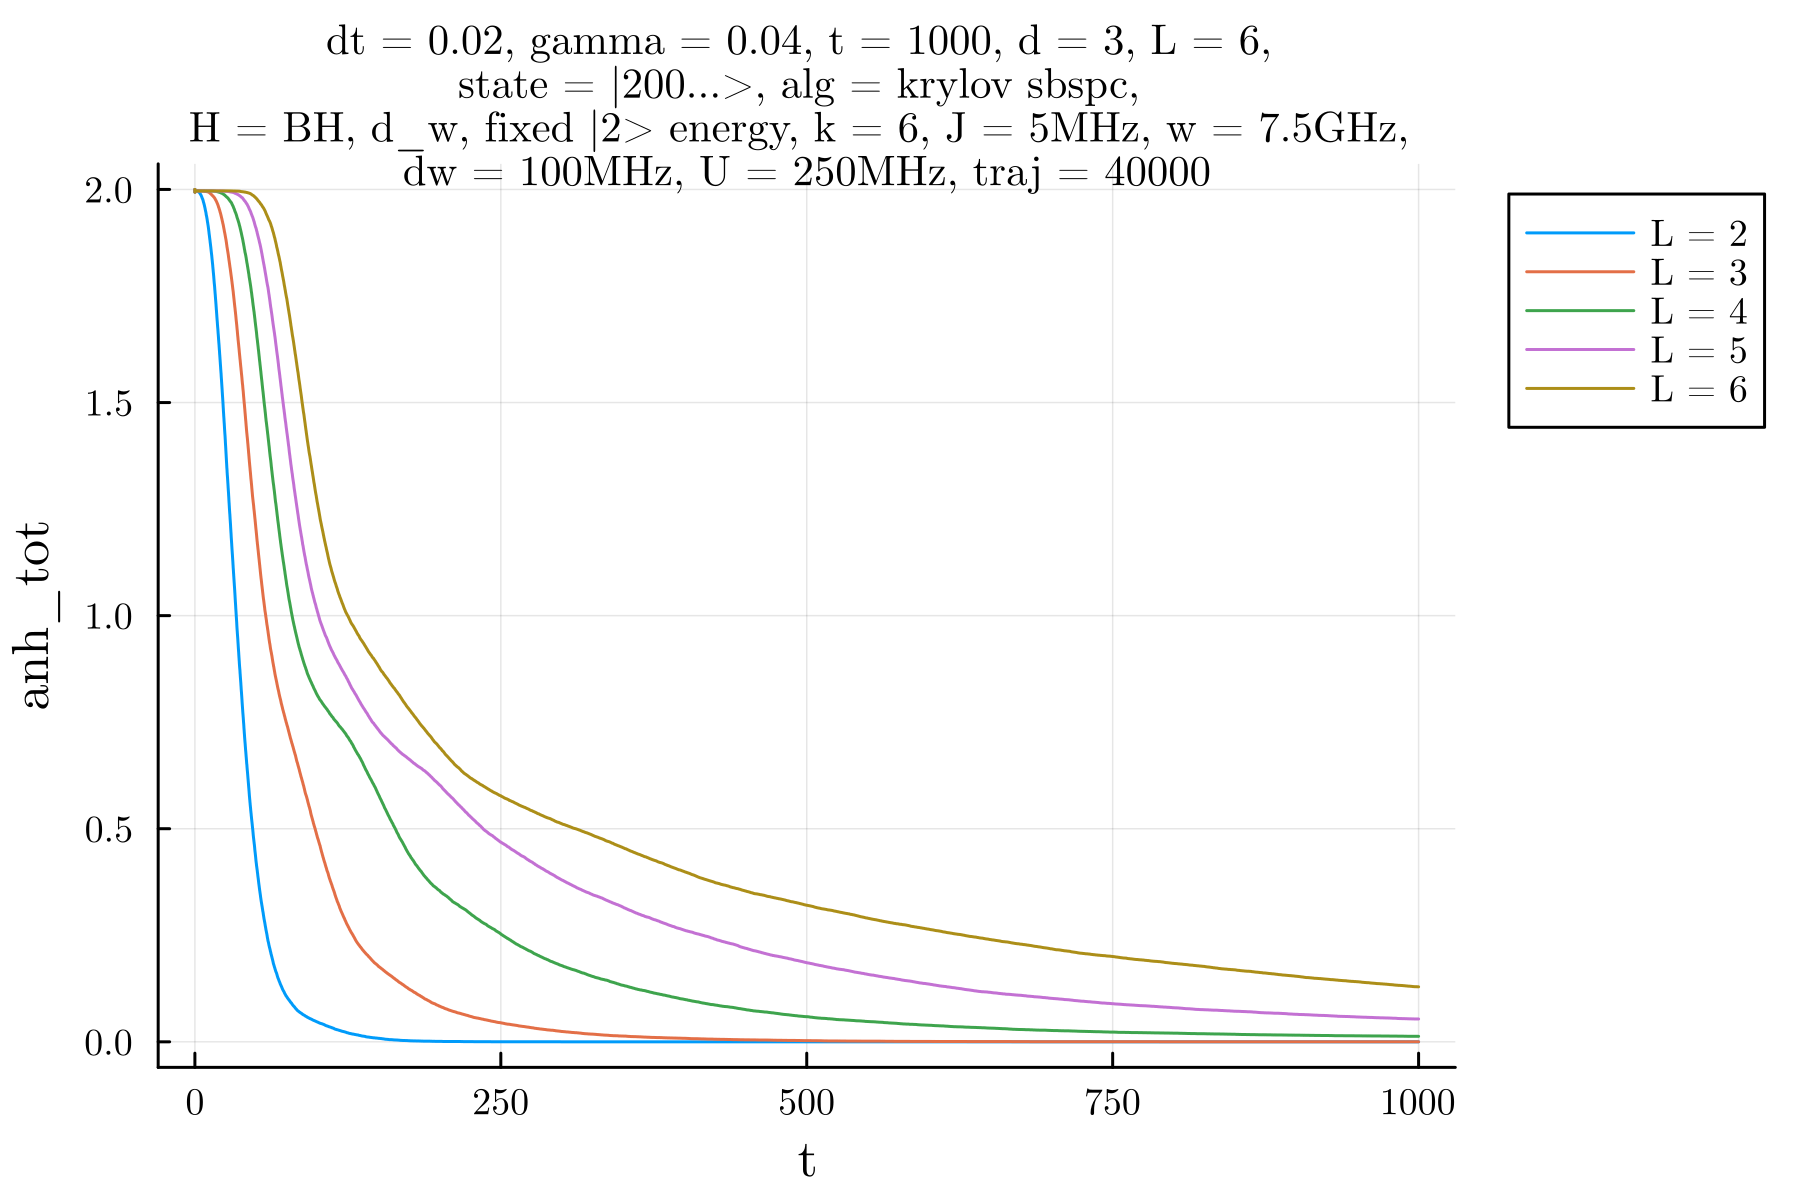 dt = 0.02, gamma = 0.04, t = 1000, d = 3, L = 6,
state = |200...>, alg = krylov sbspc,
H = BH, d_w, fixed |2> energy, k = 6, J = 5MHz, w = 7.5GHz,
dw = 100MHz, U = 250MHz, traj = 40000
2.0
1.5
1.0
0.5
0.0
anh_tot
0 250 500 750 1000
t
L = 2
L = 3
L = 4
L = 5
L = 6